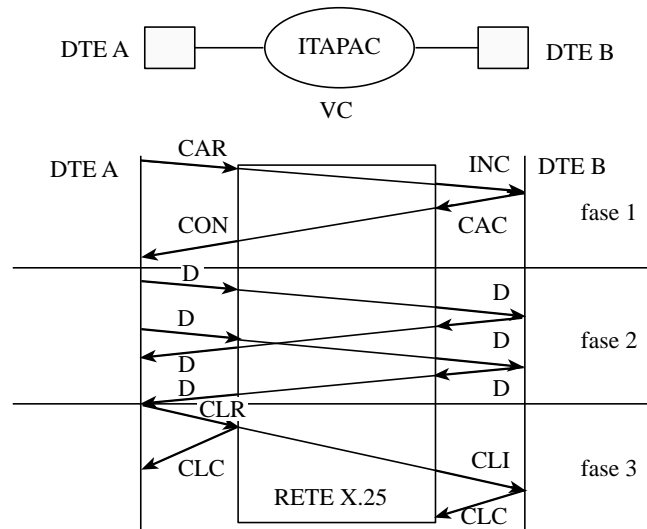 DTE A ITAPAC DTE B
VC
CAR INC
DTE A DTE B
CON CAC fase 1
D
D
D
D fase 2
D
D D
CLR
CLC CLI fase 3
RETE X.25
CLC